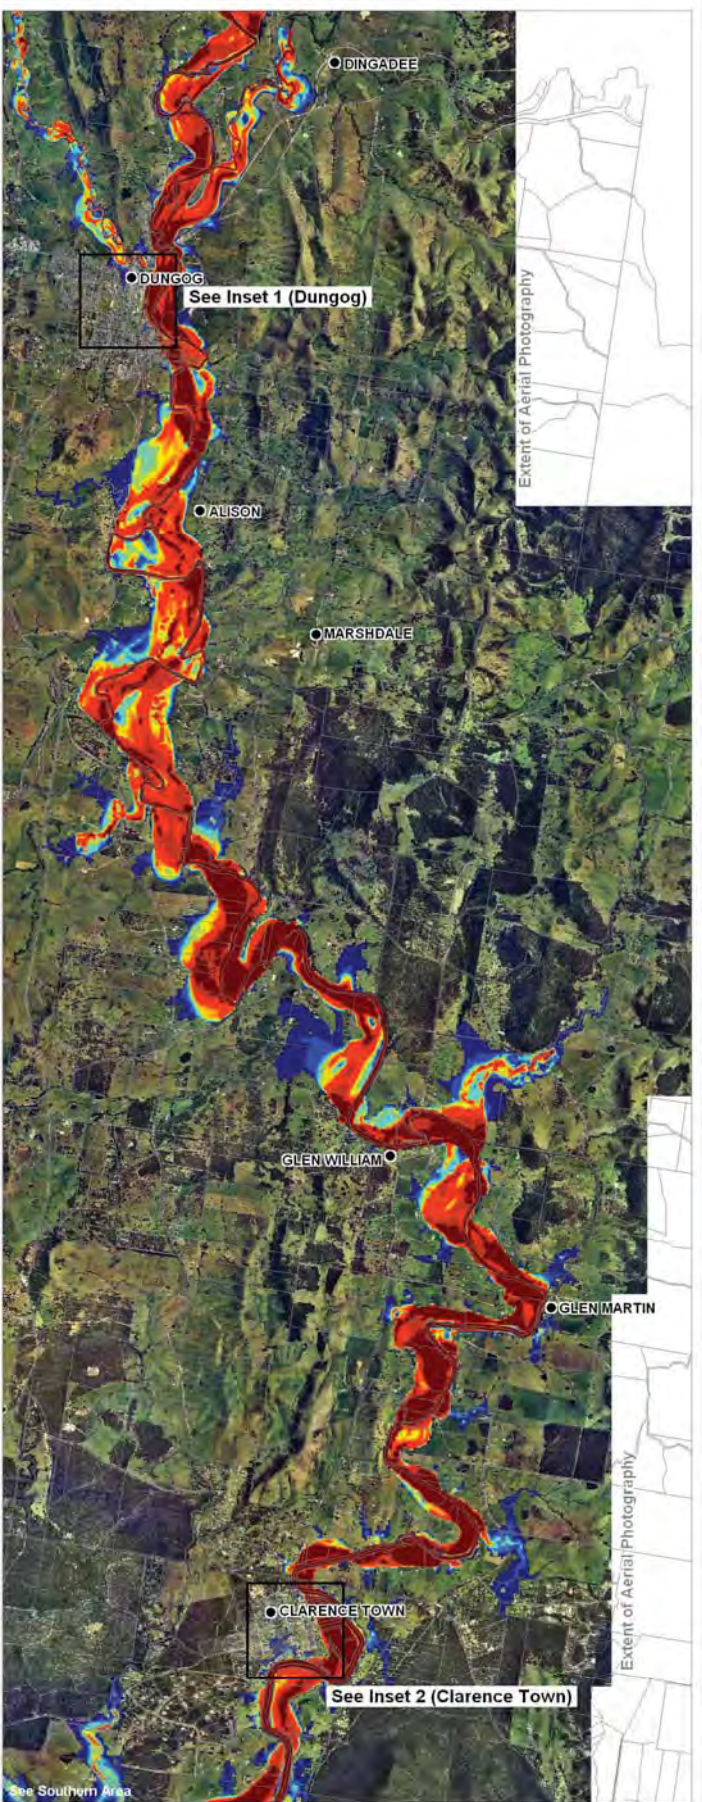 DINGADEE
DUNGOG
See Inset 1 (Dungog)
Extent of Aerial Photography
ALISON
MARSHDALE
GLEN WILLIAM
GLEN MARTIN
Extent of Aerial Photography
CLARENCE TOWN
See Inset 2 (Clarence Town)
See Southern Area